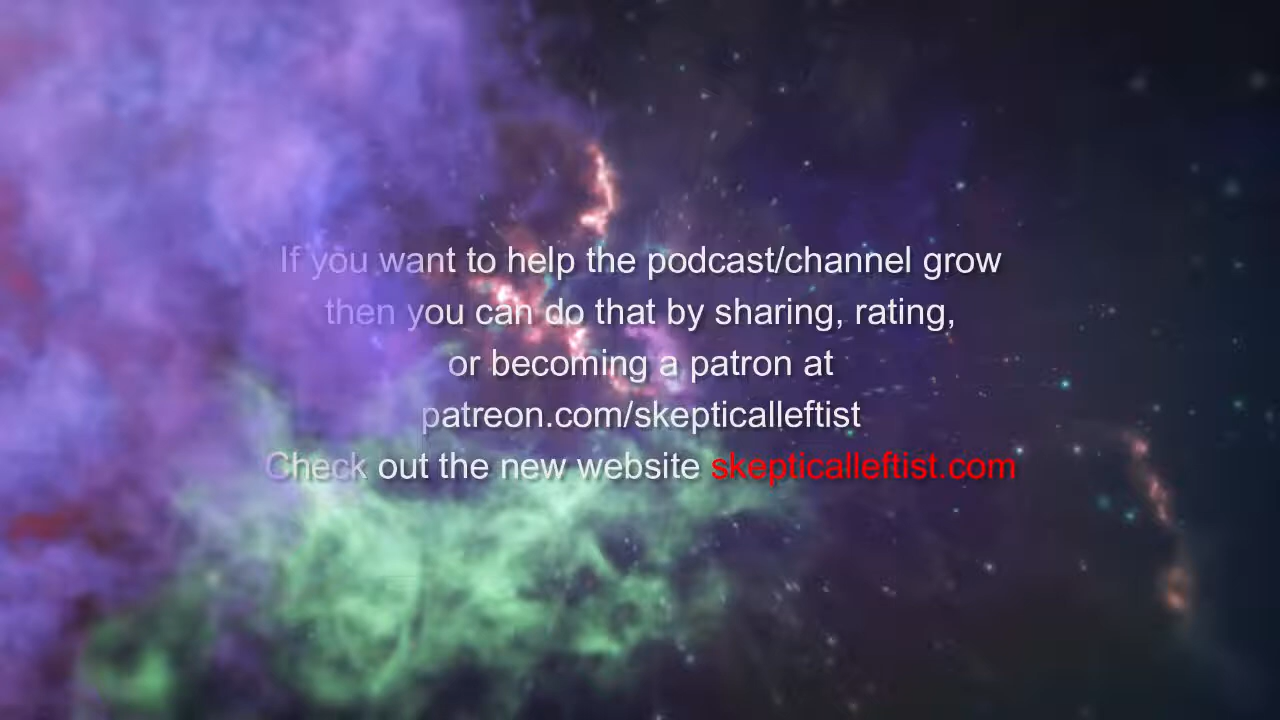 If you want to help the podcast/channel grow
then you can do that by sharing, rating,
or becoming a patron at
patreon.com/skepticalleftist
Check out the new website skepticalleftist.com